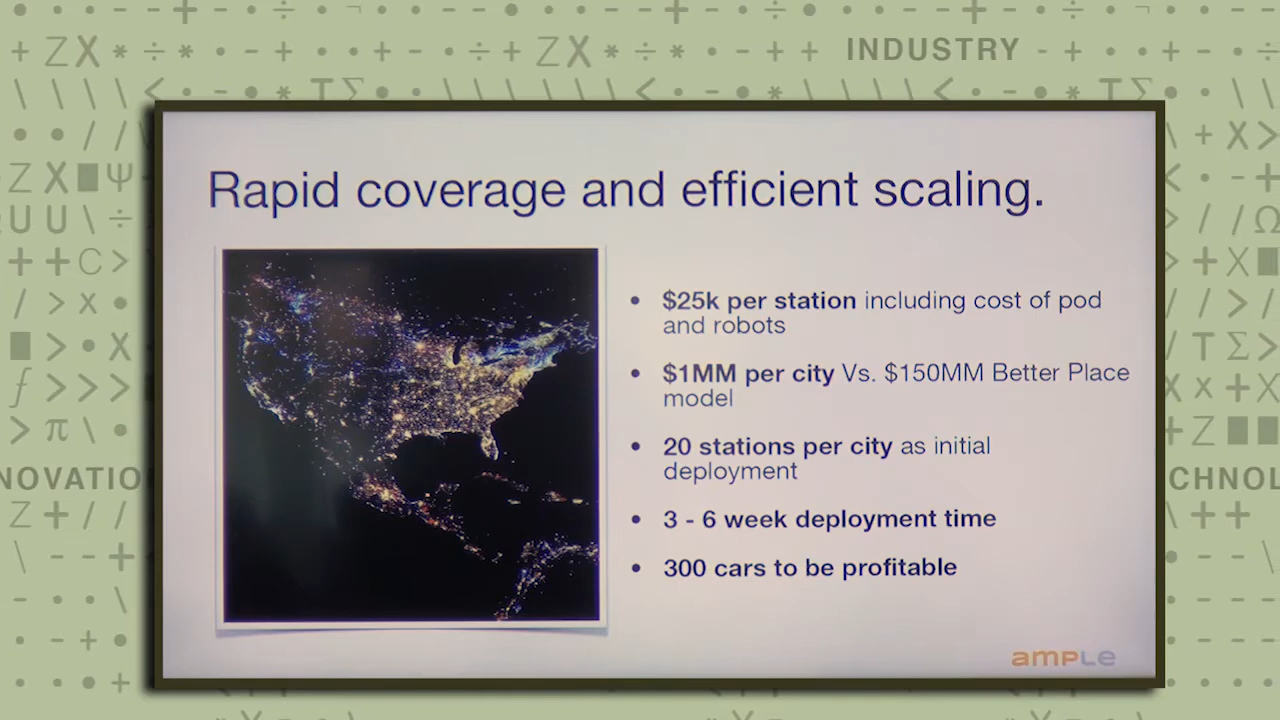 INDUSTRY
Rapid coverage and efficient scaling.
• $25k per station including cost of pod
and robots
• $1MM per city Vs. $150MM Better Place
model
• 20 stations per city as initial
deployment
• 3 - 6 week deployment time
• 300 cars to be profitable
NOVATIO
CHNOL
AMPLE